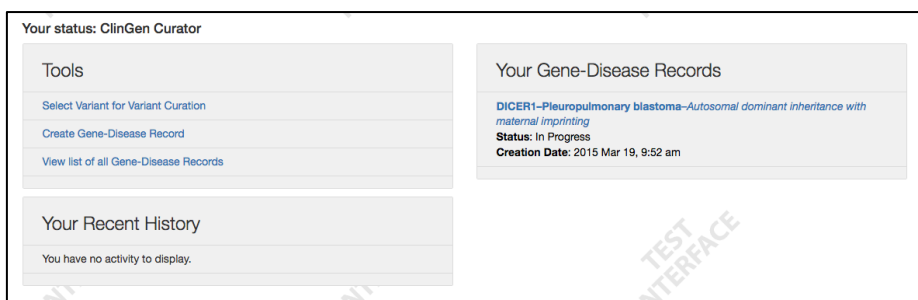 Your status: ClinGen Curator
Tools
Select Variant for Variant Curation
Create Gene-Disease Record
View list of all Gene-Disease Records
Your Recent History
You have no activity to display.
Your Gene-Disease Records
DICER1–Pleuropulmonary blastoma–Autosomal dominant inheritance with
maternal imprinting
Status: In Progress
Creation Date: 2015 Mar 19, 9:52 am
TEST
INTERFACE